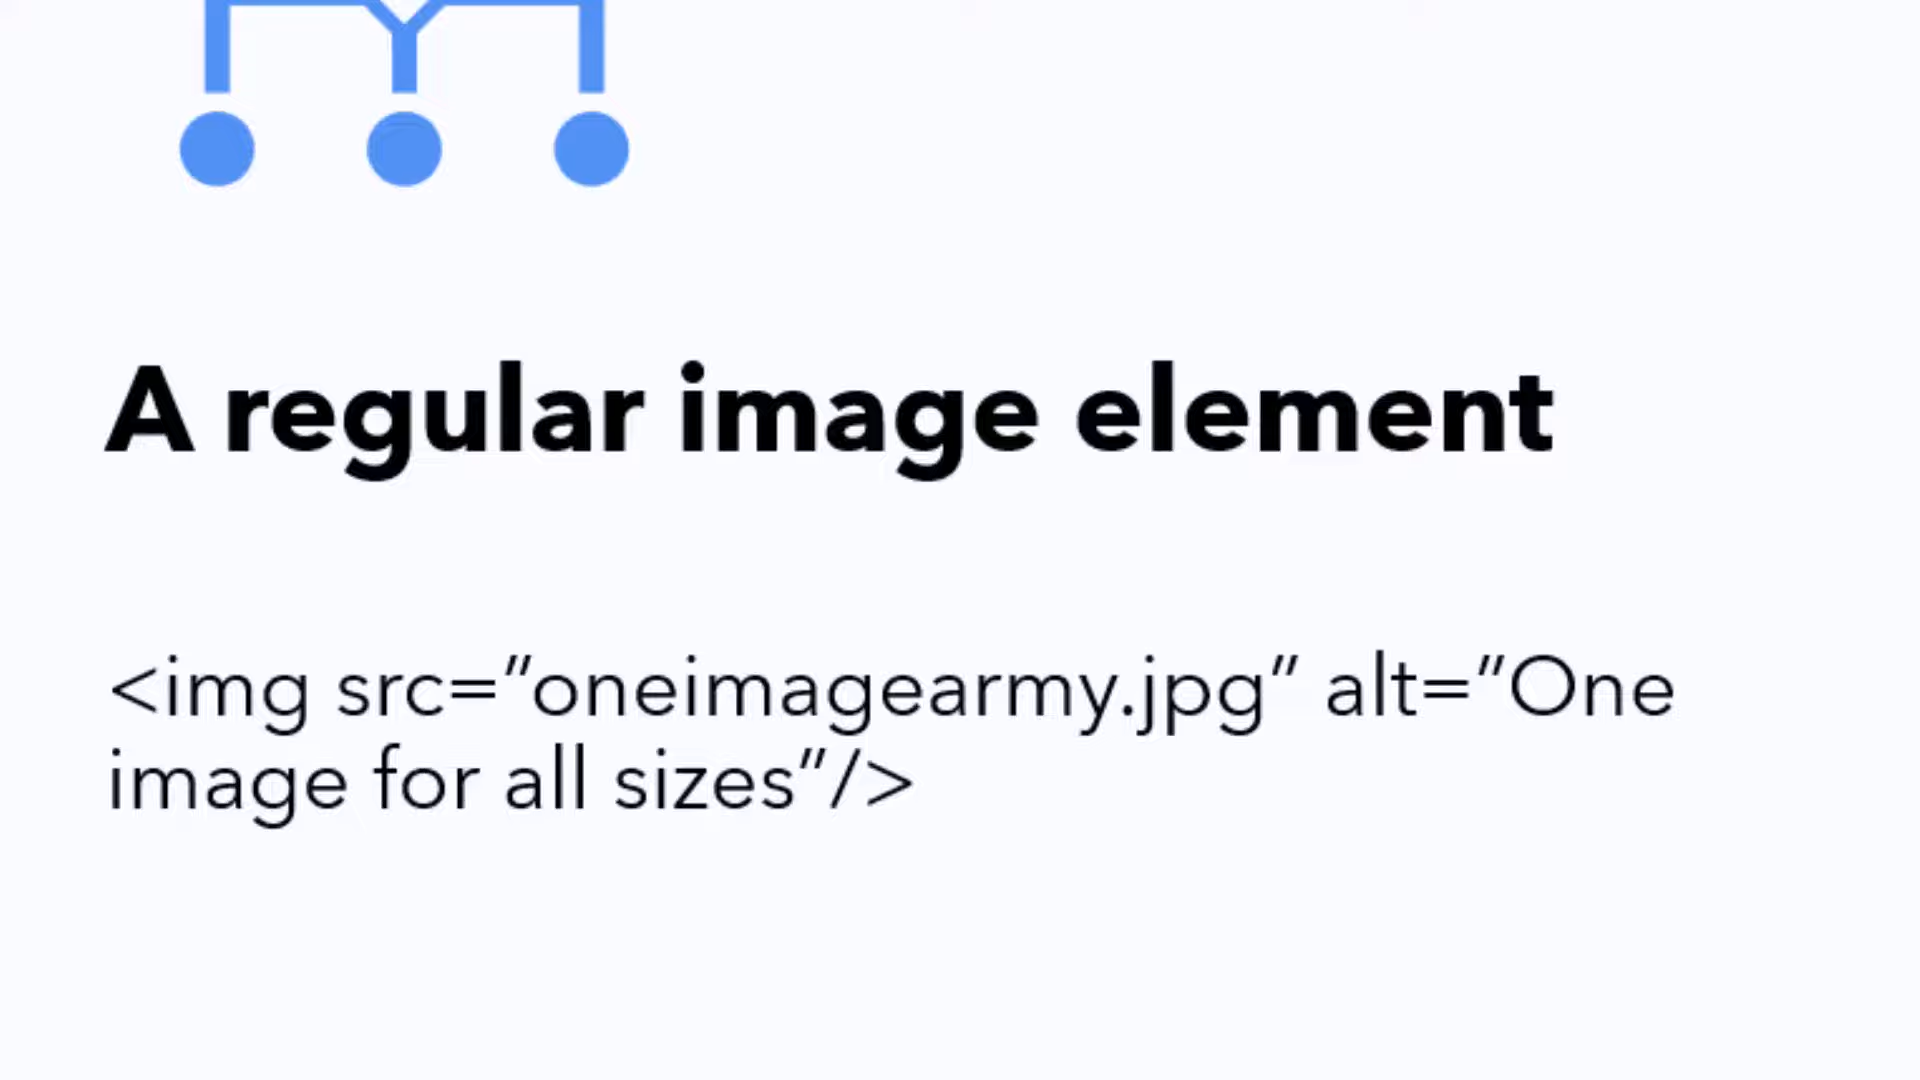 A regular image element
<img src=”oneimagearmy.jpg” alt=”One
image for all sizes”/>